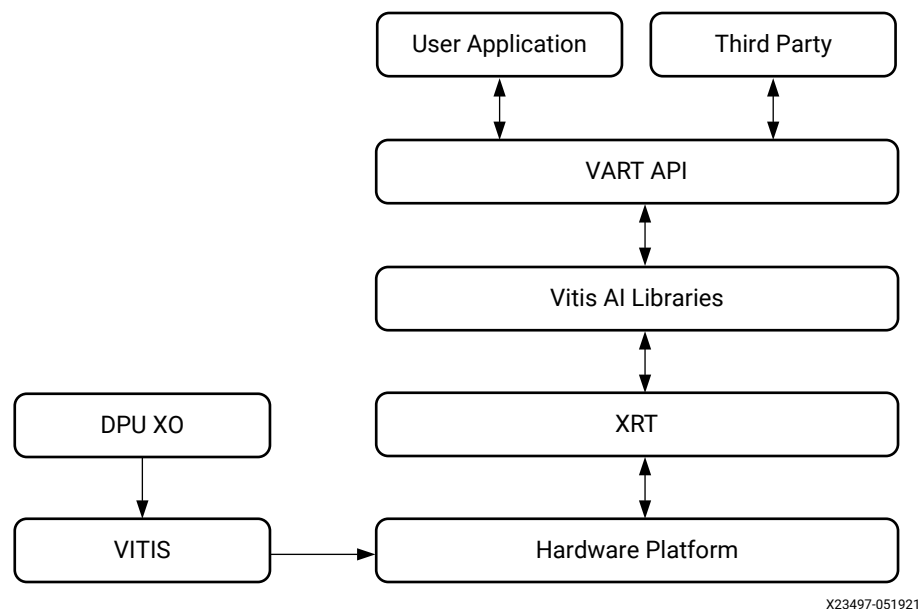 User Application
Third Party
VART API
Vitis AI Libraries
DPU XO
XRT
VITIS
Hardware Platform
X23497-051921